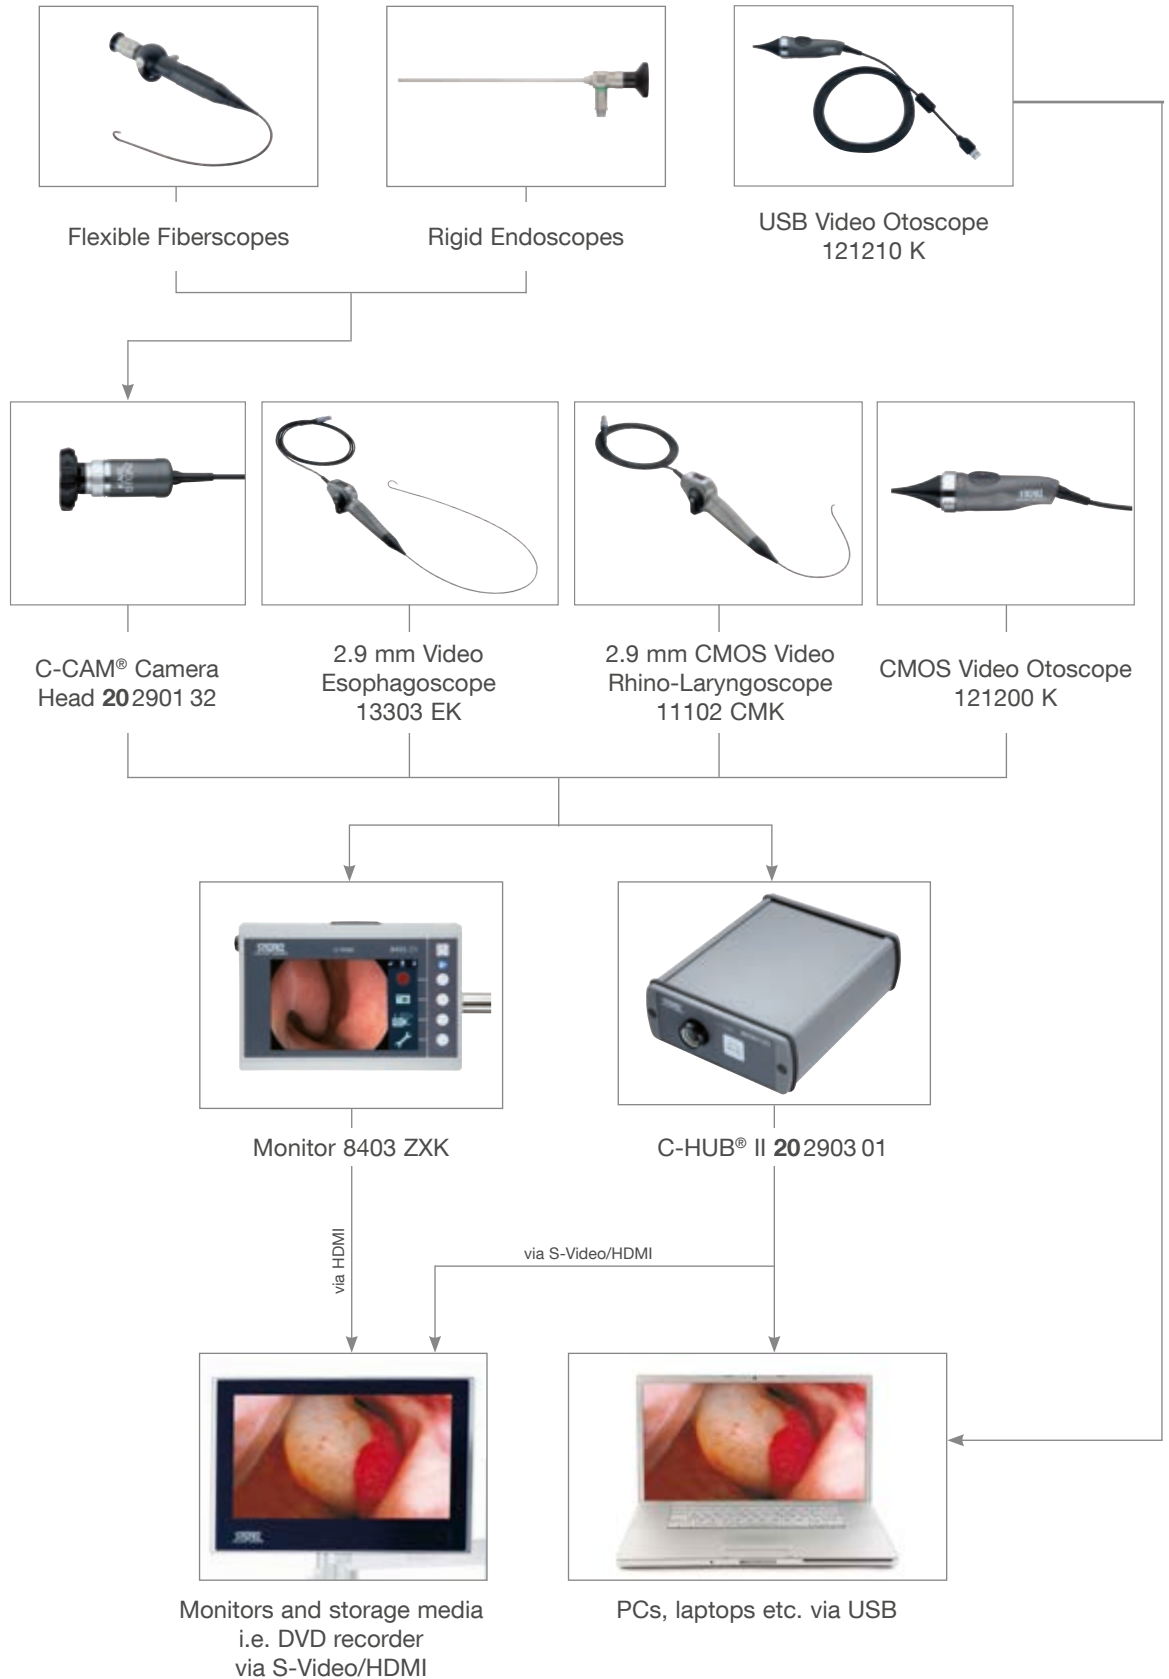 Flexible Fiberscopes
Rigid Endoscopes
USB Video Otoscope
121210 K
C-CAM® Camera
Head 20 2901 32
2.9 mm Video
Esophagoscope
13303 EK
2.9 mm CMOS Video
Rhino-Laryngoscope
11102 CMK
CMOS Video Otoscope
121200 K
Monitor 8403 ZXK
C-HUB® II 20 2903 01
via HDMI
via S-Video/HDMI
Monitors and storage media
i.e. DVD recorder
via S-Video/HDMI
PCs, laptops etc. via USB